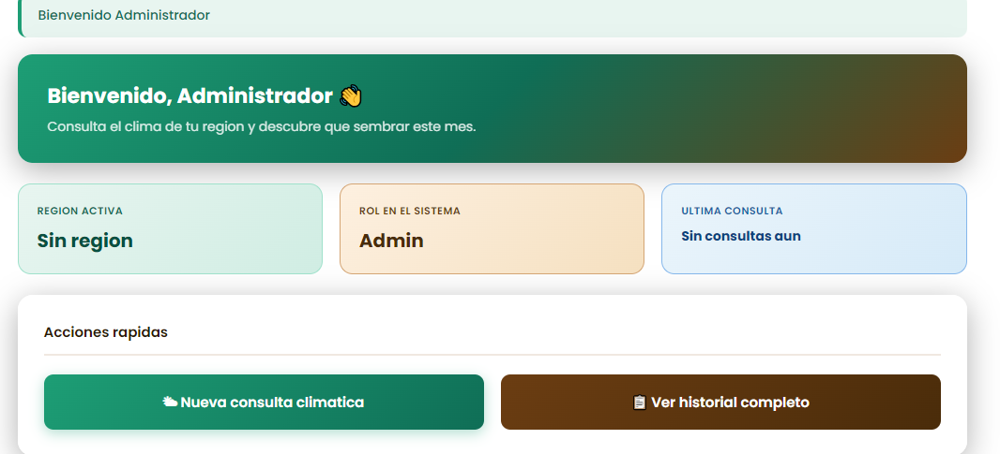 Bienvenido Administrador
Bienvenido, Administrador 👋
Consulta el clima de tu region y descubre que sembrar este mes.
REGION ACTIVA
Sin region
ROL EN EL SISTEMA
Admin
ULTIMA CONSULTA
Sin consultas aun
Acciones rapidas
🌥 Nueva consulta climatica
📋 Ver historial completo